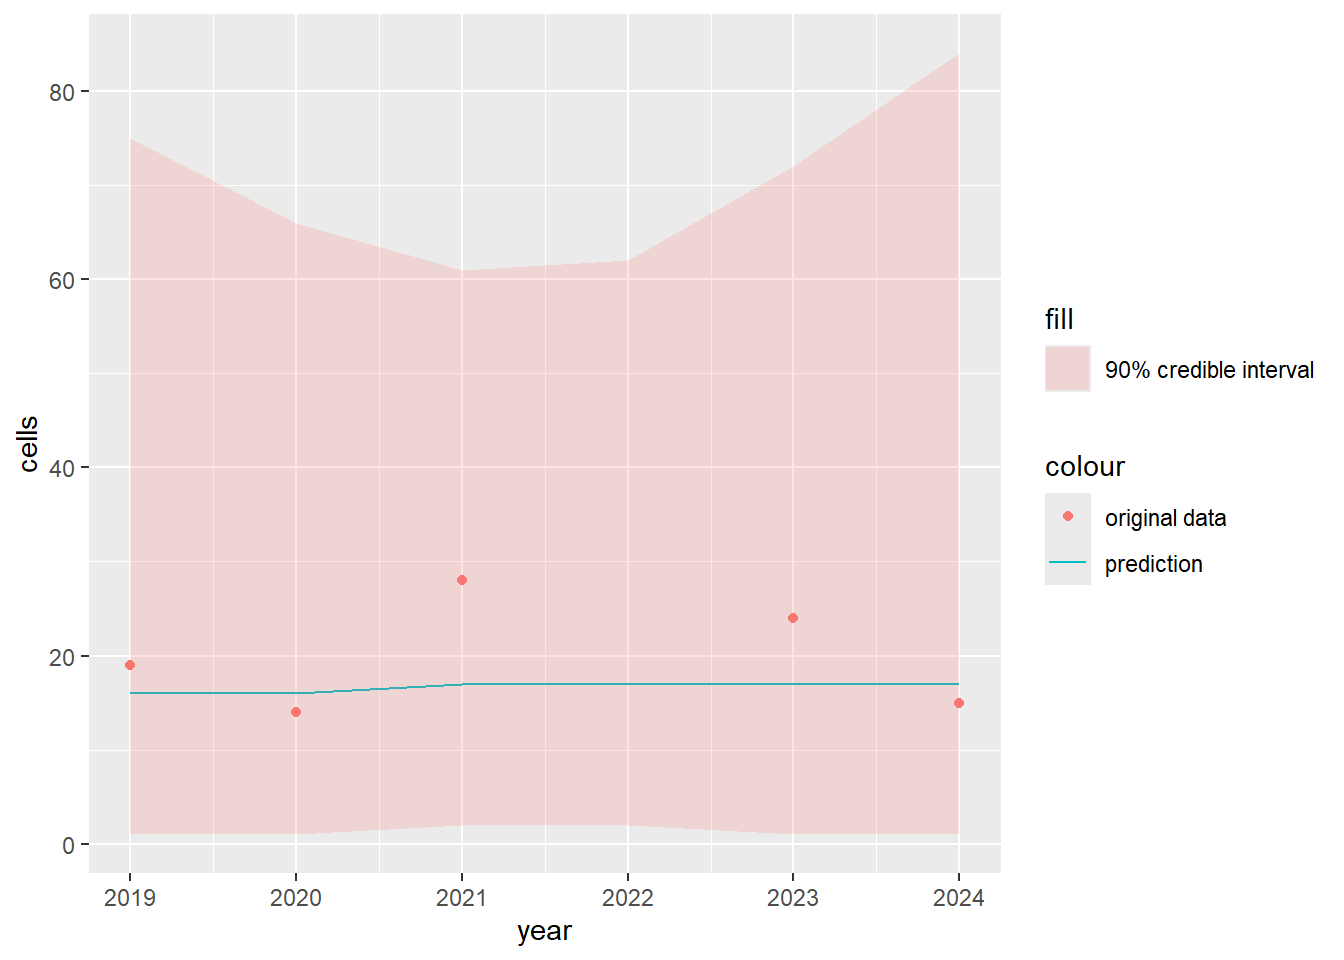 80
60
40
20
0
cells
2019 2020 2021 2022 2023 2024
year
fill
90% credible interval
colour
original data
prediction